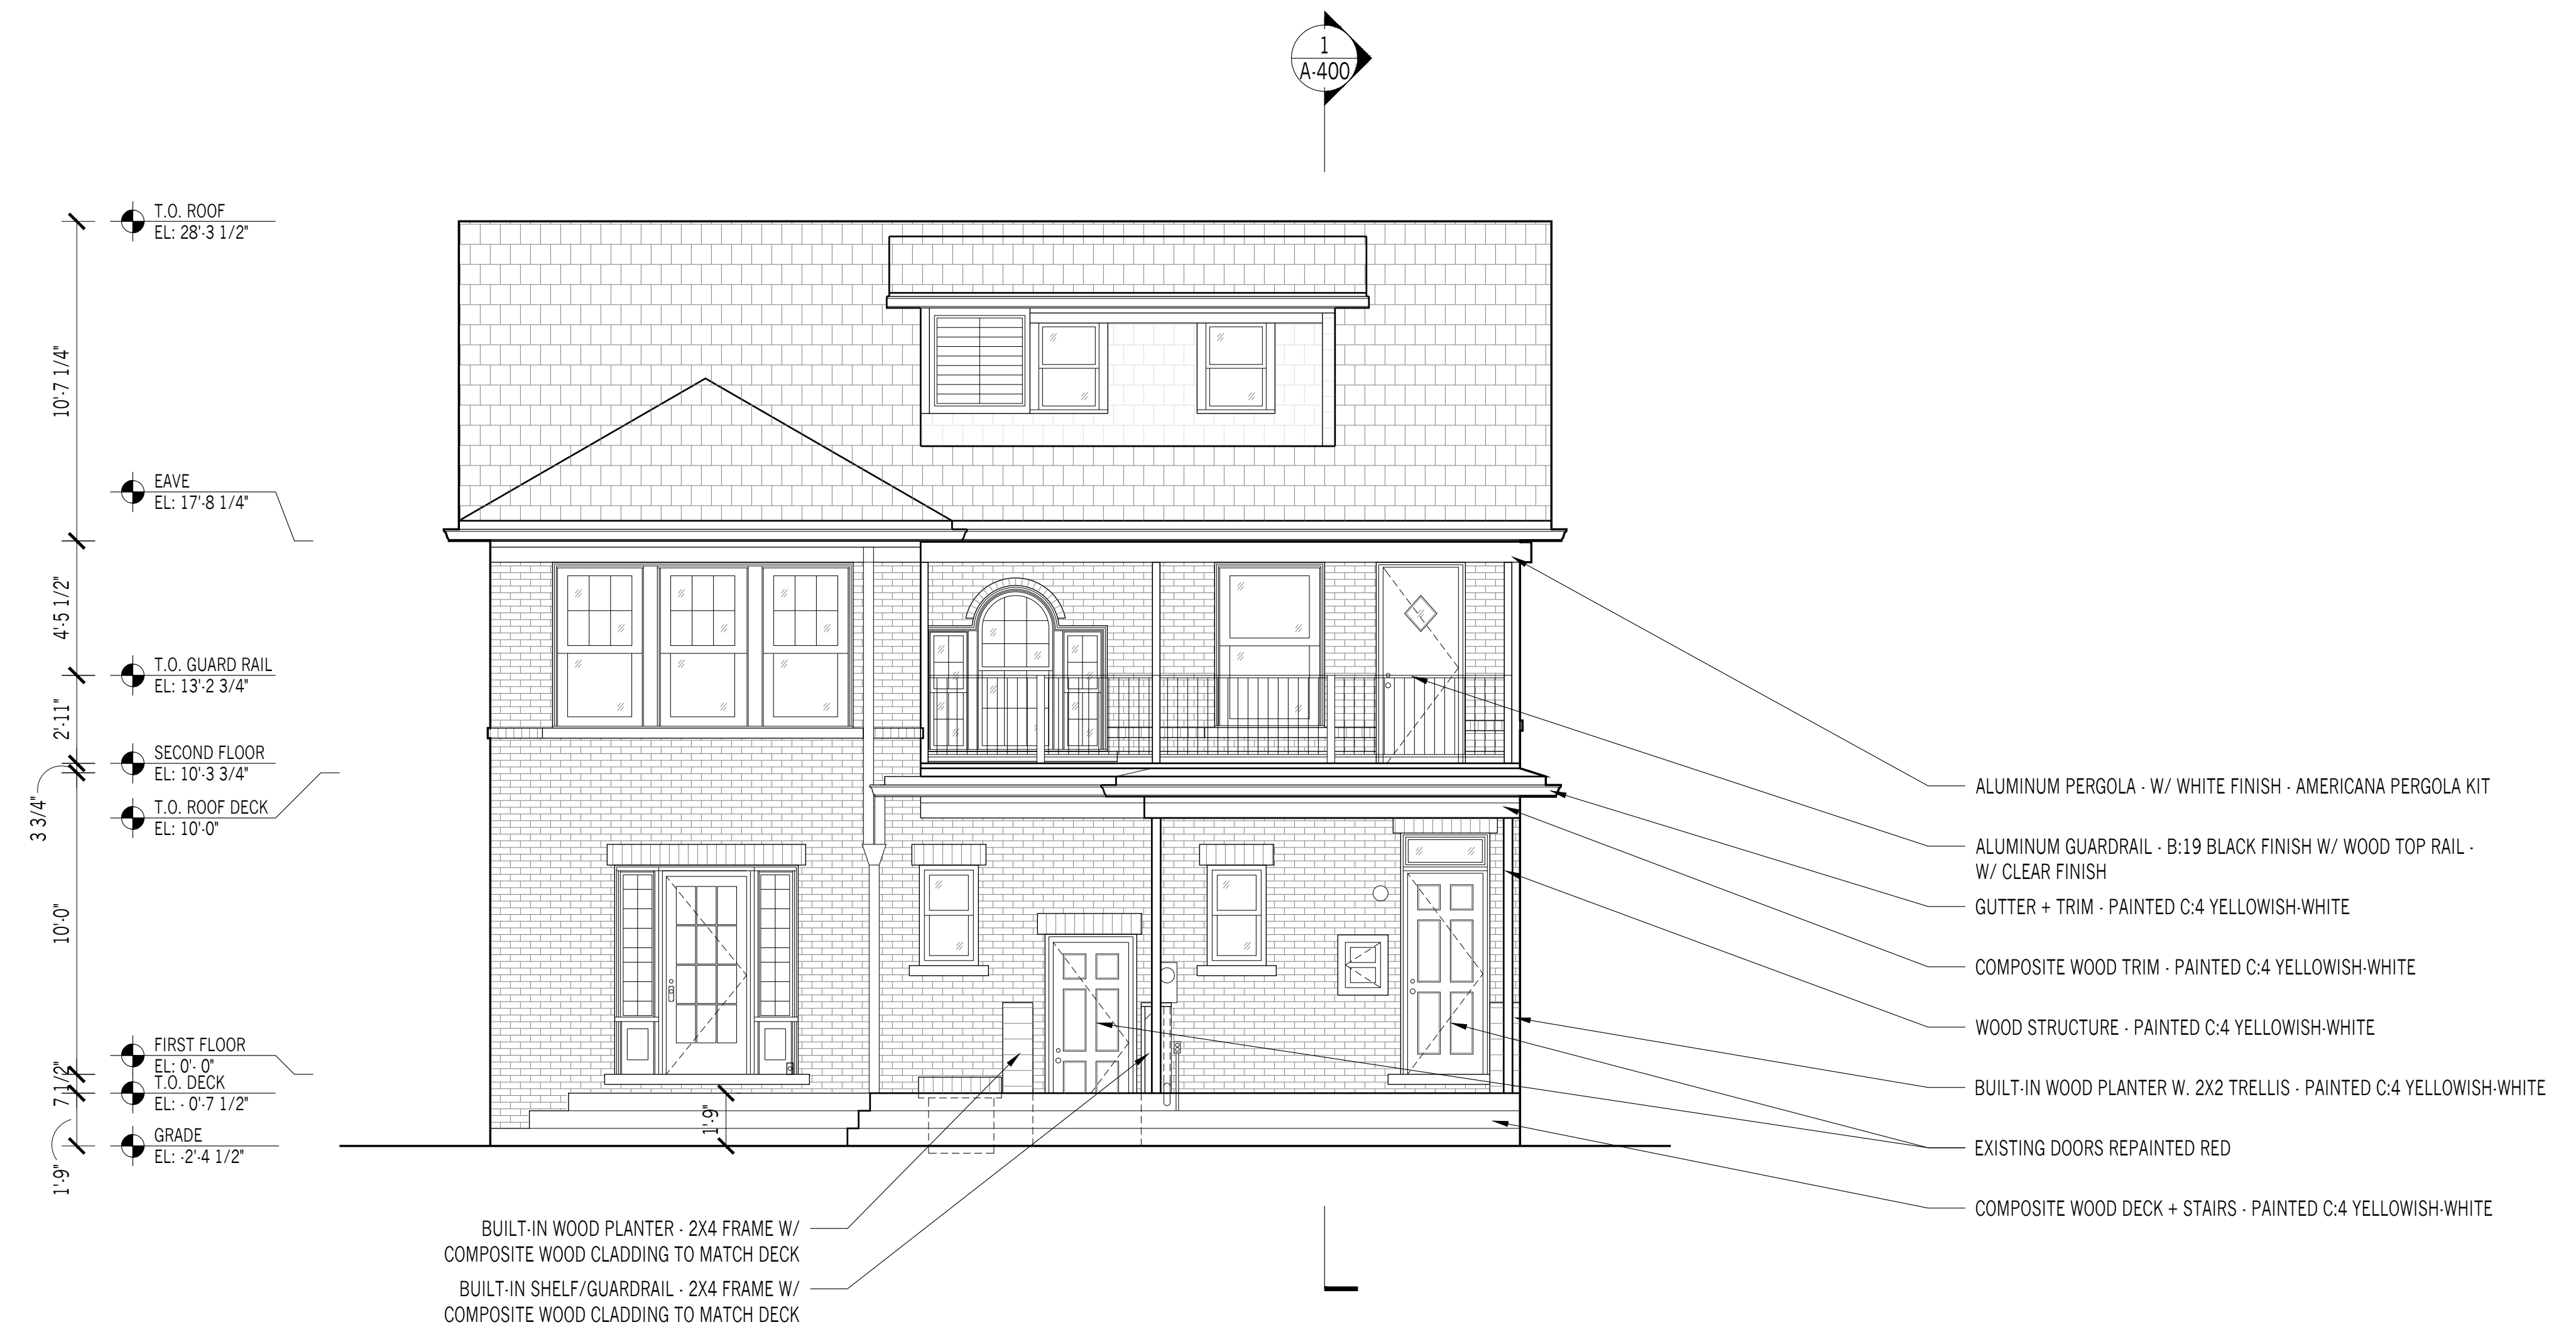 1
A-400
T.O. ROOF
EL: 28'-3 1/2"
10'-7 1/4"
EAVE
EL: 17'-8 1/4"
4'-5 1/2"
T.O. GUARD RAIL
EL: 13'-2 3/4"
2'-11"
SECOND FLOOR
EL: 10'-3 3/4"
3 3/4"
T.O. ROOF DECK
EL: 10'-0"
10'-0"
FIRST FLOOR
EL: 0'- 0"
7 1/2"
T.O. DECK
EL: - 0'-7 1/2"
GRADE
EL: -2'-4 1/2"
1'-9"
1'-9"
ALUMINUM PERGOLA - W/ WHITE FINISH - AMERICANA PERGOLA KIT
ALUMINUM GUARDRAIL - B:19 BLACK FINISH W/ WOOD TOP RAIL -
W/ CLEAR FINISH
GUTTER + TRIM - PAINTED C:4 YELLOWISH-WHITE
COMPOSITE WOOD TRIM - PAINTED C:4 YELLOWISH-WHITE
WOOD STRUCTURE - PAINTED C:4 YELLOWISH-WHITE
BUILT-IN WOOD PLANTER W. 2X2 TRELLIS - PAINTED C:4 YELLOWISH-WHITE
EXISTING DOORS REPAINTED RED
COMPOSITE WOOD DECK + STAIRS - PAINTED C:4 YELLOWISH-WHITE
BUILT-IN WOOD PLANTER - 2X4 FRAME W/
COMPOSITE WOOD CLADDING TO MATCH DECK
BUILT-IN SHELF/GUARDRAIL - 2X4 FRAME W/
COMPOSITE WOOD CLADDING TO MATCH DECK